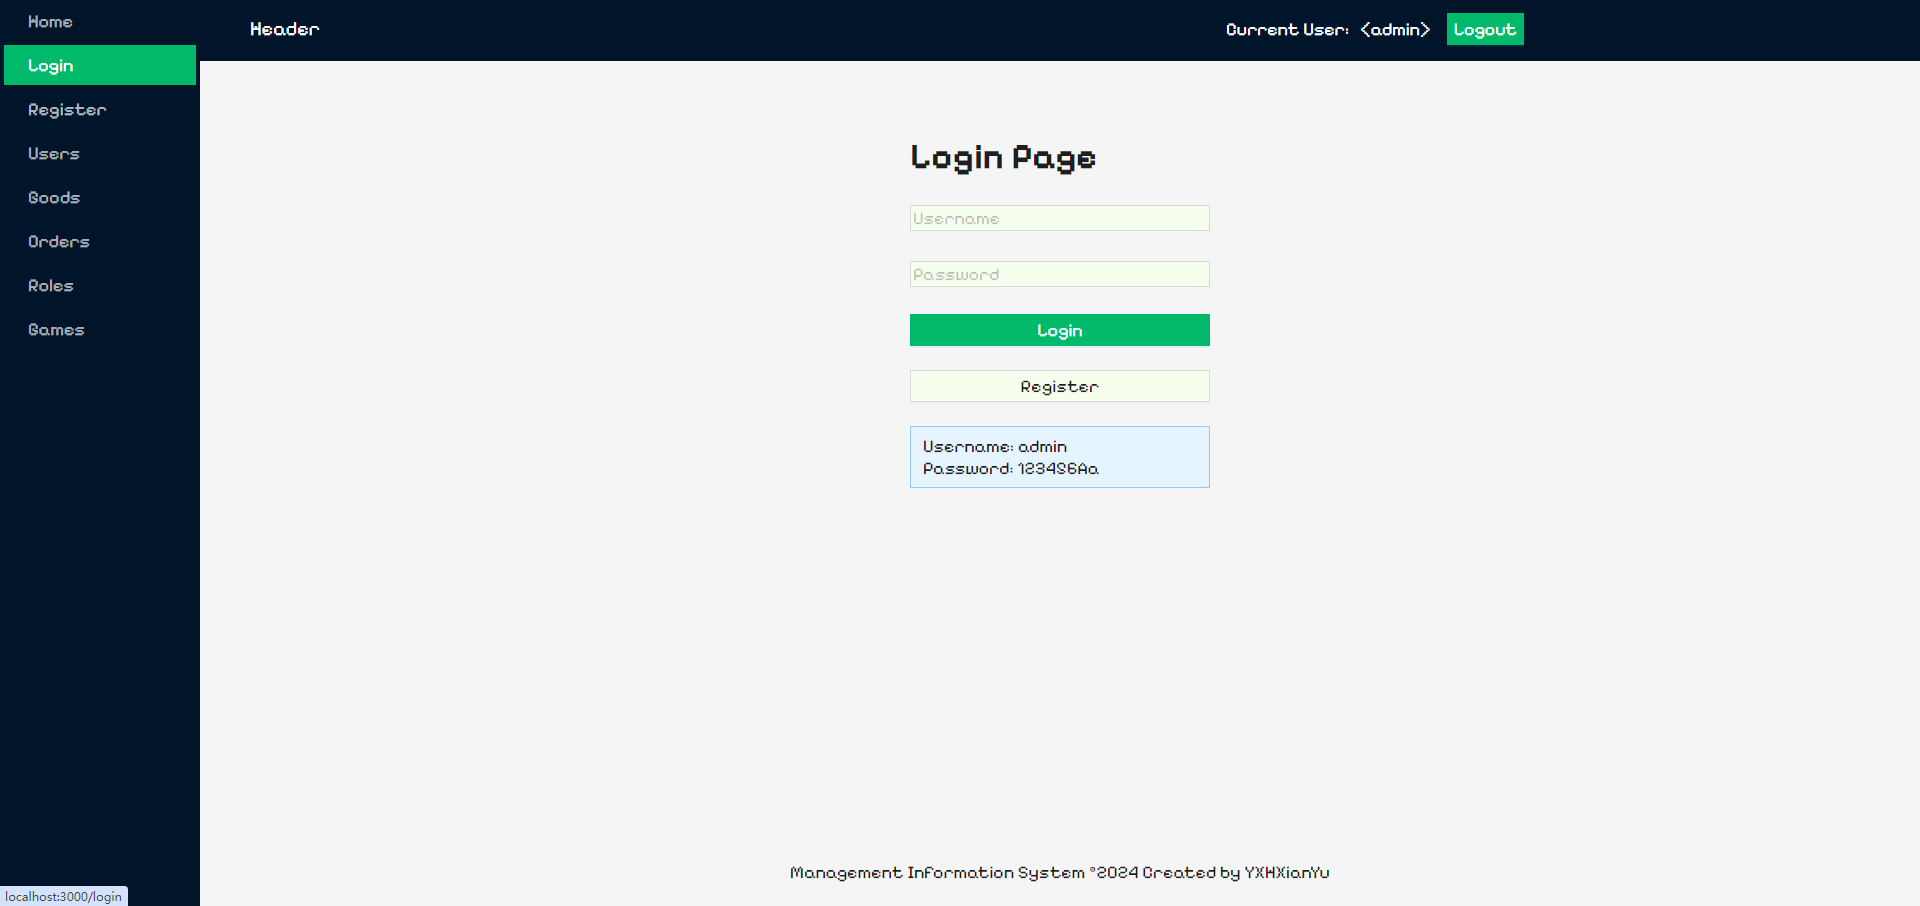 Home
Login
Register
Users
Goods
Orders
Roles
Games
Header
Current User: <admin>
Logout
Login Page
Username
Password
Login
Register
Username: admin
Password: 123456Aa
Management Information System ©2024 Created by YXHXianYu
localhost:3000/login